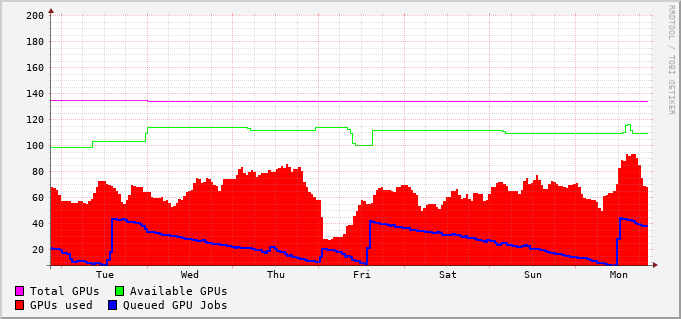 200
180
160
140
120
100
80
60
40
20
Tue Wed Thu Fri Sat Sun Mon
Total GPUs Available GPUs
GPUs used Queued GPU Jobs
RRDTOOL / TOBI OETIKER